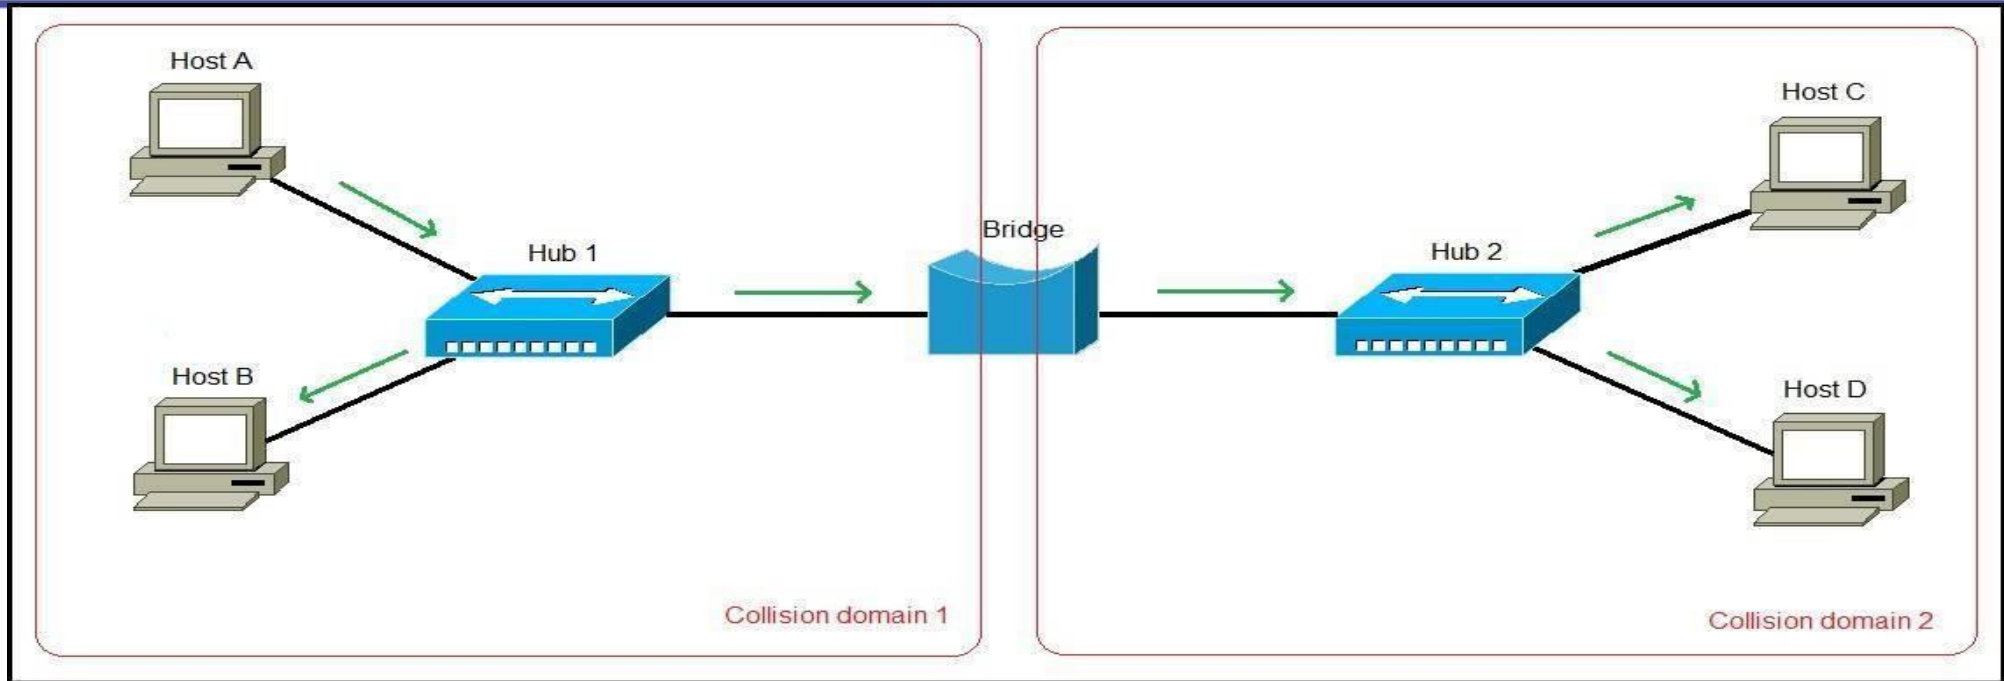 Host A
Host C
Bridge
Hub 1
Hub 2
Host B
Host D
Collision domain 1
Collision domain 2